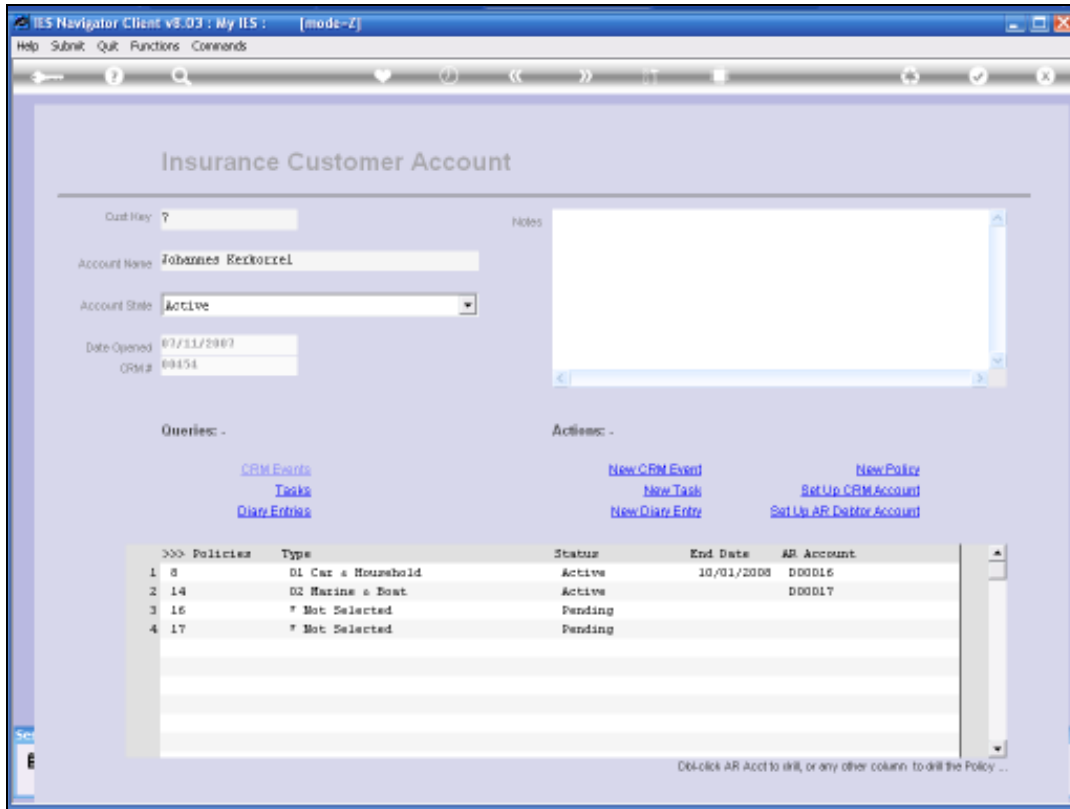 IES Navigator Client v8.03 : My IES : [mode=Z]
Help Submit Quit Functions Commands
Insurance Customer Account
Cust Key ?
Notes
Account Name Johannes Kerkorrel
Account State Active
Date Opened 07/11/2007
CRM # 00454
Queries: -
Actions: -
CRM Events New CRM Event New Policy
Tasks New Task Set Up CRM Account
Diary Entries New Diary Entry Set Up AR Debtor Account
>>> Policies Type Status End Date AR Account
1 8 01 Car & Household Active 10/01/2008 D00016
2 14 02 Marine & Boat Active D00017
3 16 * Not Selected Pending
4 17 * Not Selected Pending
Dbl-click AR Acct to drill, or any other column to drill the Policy ...